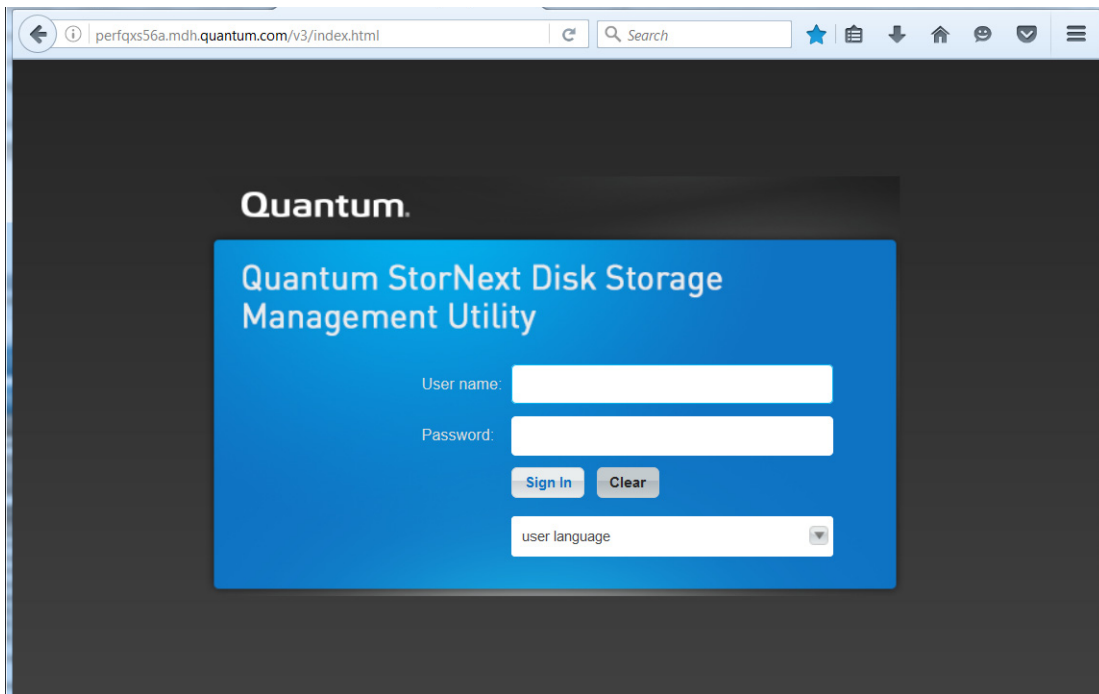 perfqxs56a.mdh.quantum.com/v3/index.html
Search
Quantum.
Quantum StorNext Disk Storage
Management Utility
User name:
Password:
Sign In
Clear
user language